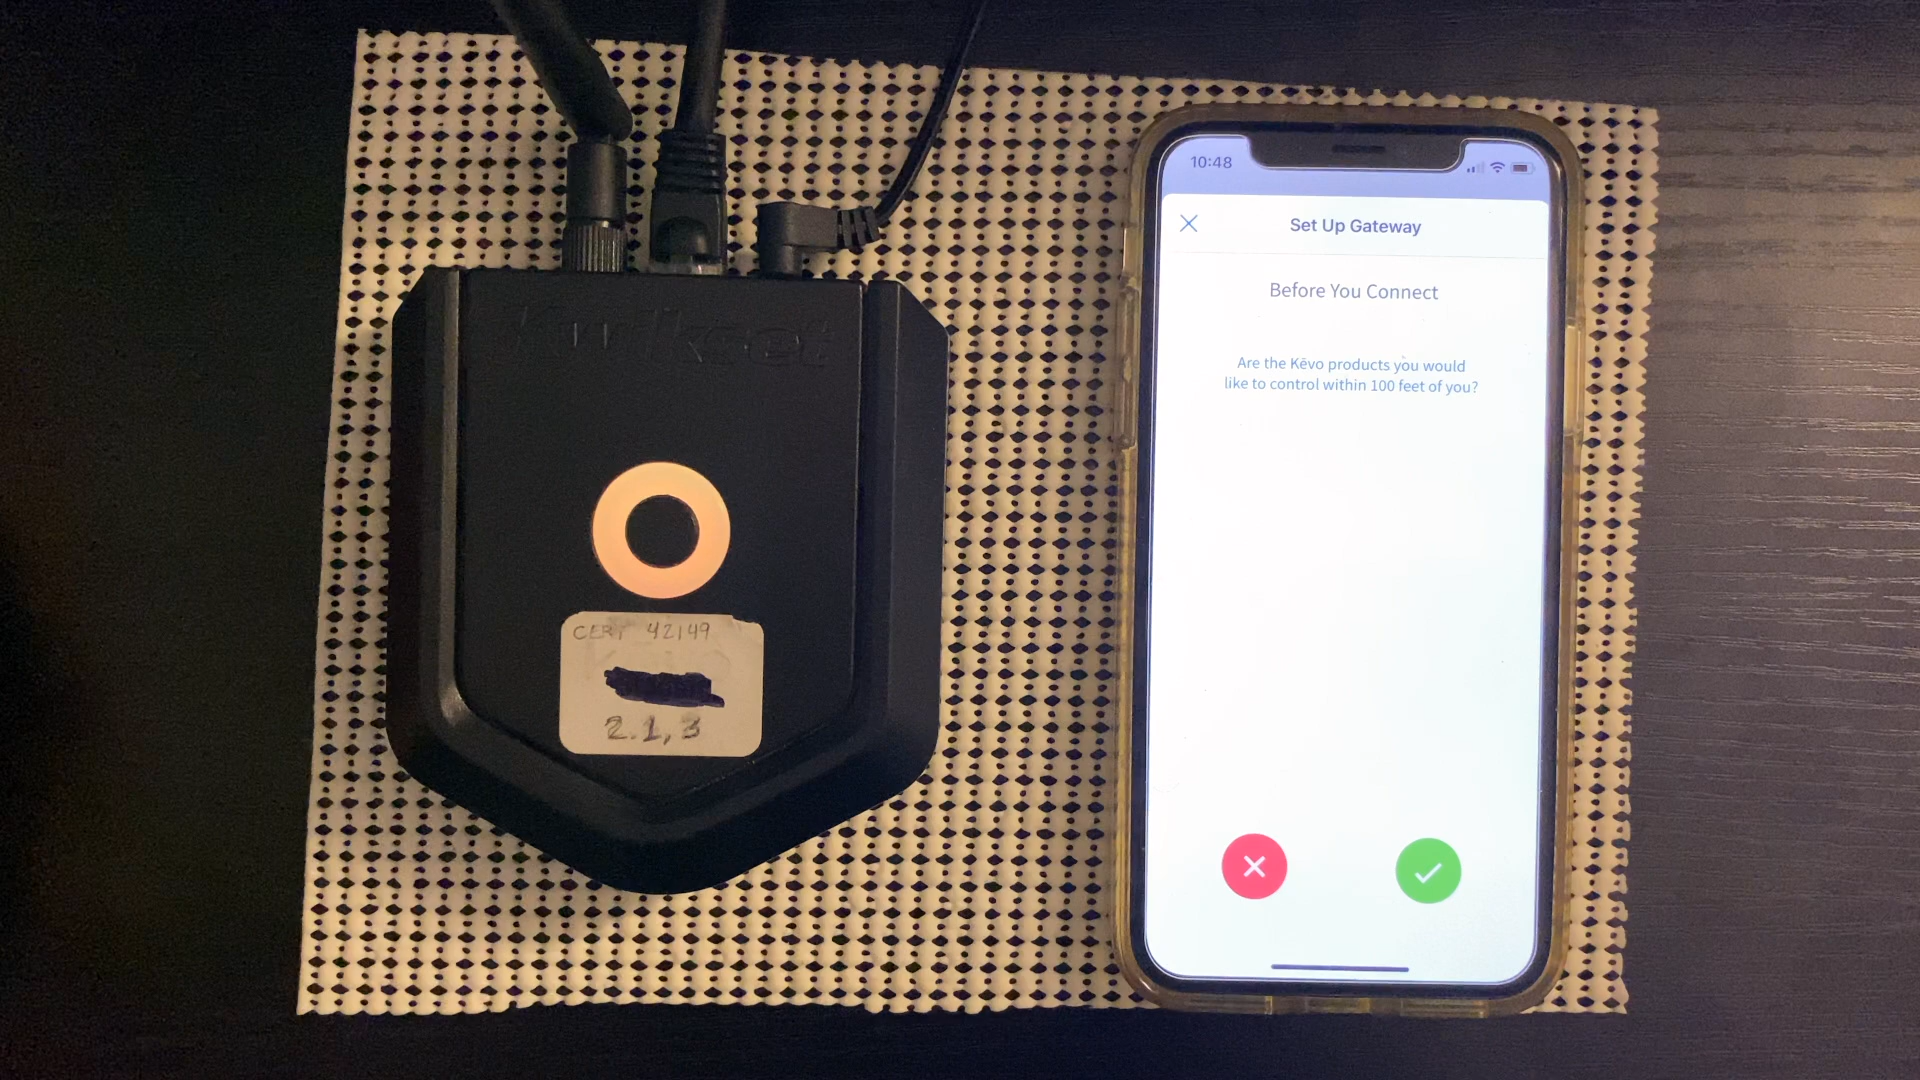 Kwikset
CERT 42149
2.1, 3
10:48
Set Up Gateway
Before You Connect
Are the Kēvo products you would
like to control within 100 feet of you?